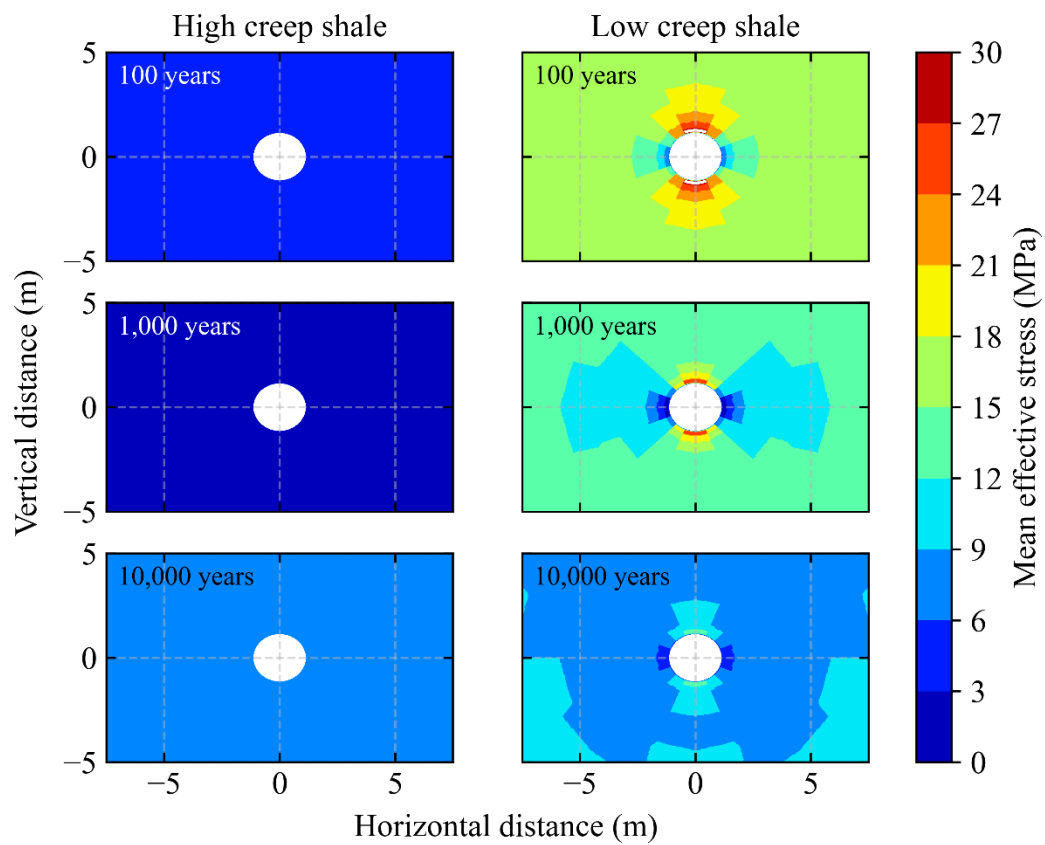 High creep shale
Low creep shale
5
0
−5
100 years
100 years
5
0
−5
1,000 years
1,000 years
5
0
−5
10,000 years
10,000 years
−5 0 5
−5 0 5
Vertical distance (m)
Horizontal distance (m)
30
27
24
21
18
15
12
9
6
3
0
Mean effective stress (MPa)